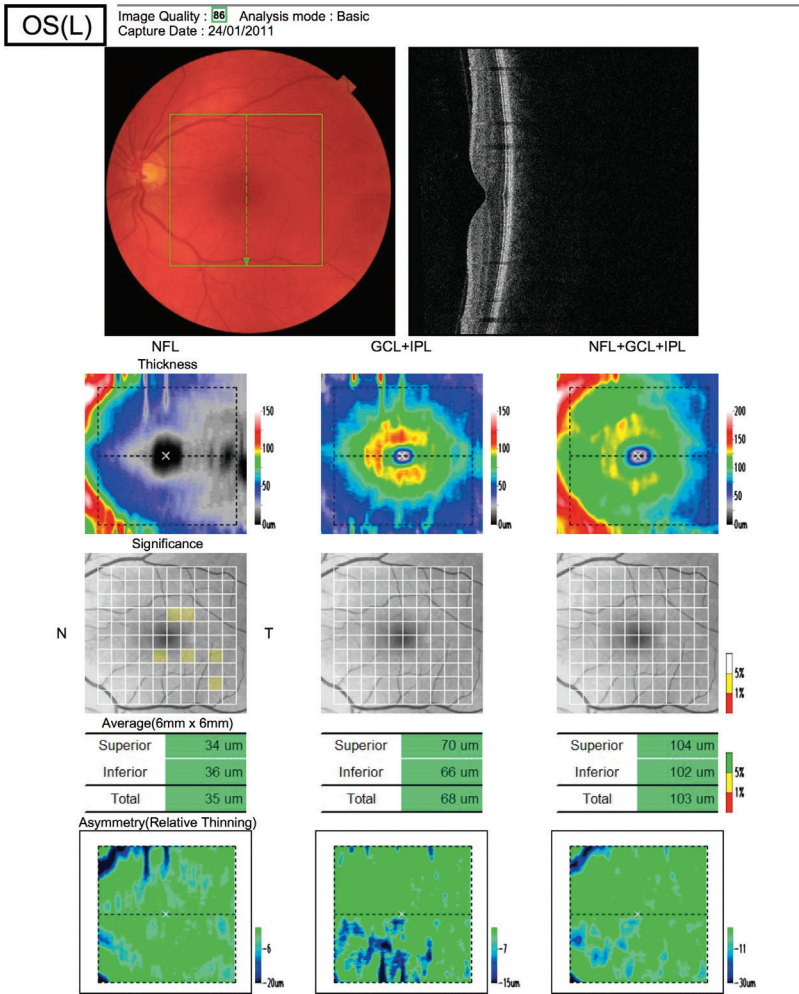 OS(L)
Image Quality : 86 Analysis mode : Basic
Capture Date : 24/01/2011
NFL GCL+IPL NFL+GCL+IPL
Thickness
150 150 200
100 100 150
50 50 100
0um 0um 50
0um
Significance
N T
5%
1%
Average(6mm x 6mm)
Superior 34 um Superior 70 um Superior 104 um
Inferior 36 um Inferior 66 um Inferior 102 um
Total 35 um Total 68 um Total 103 um
5%
1%
Asymmetry(Relative Thinning)
-6 -7 -11
-20um -15um -30um